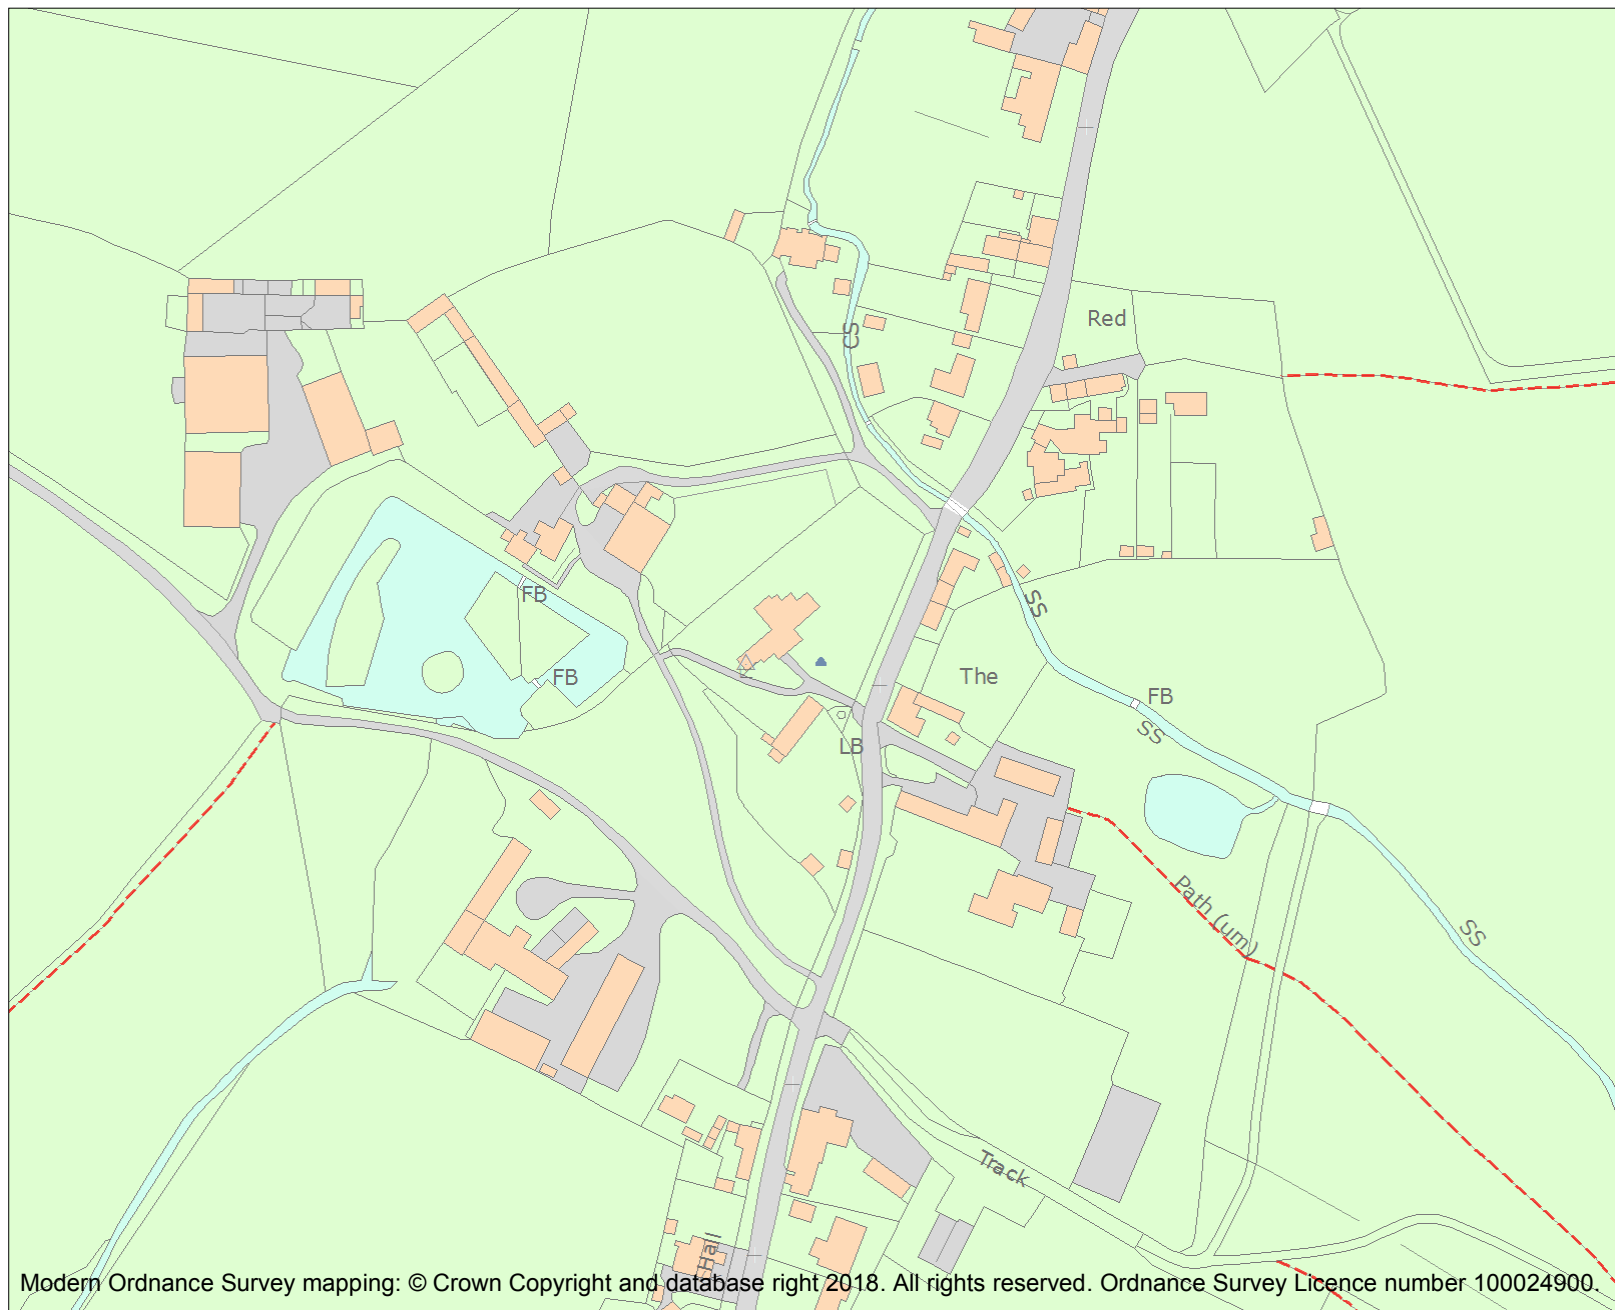 CS
Red
FB
SS
FB
The
FB
SS
LB
Path (um)
SS
Track
Hall
Modern Ordnance Survey mapping: © Crown Copyright and database right 2018. All rights reserved. Ordnance Survey Licence number 100024900.